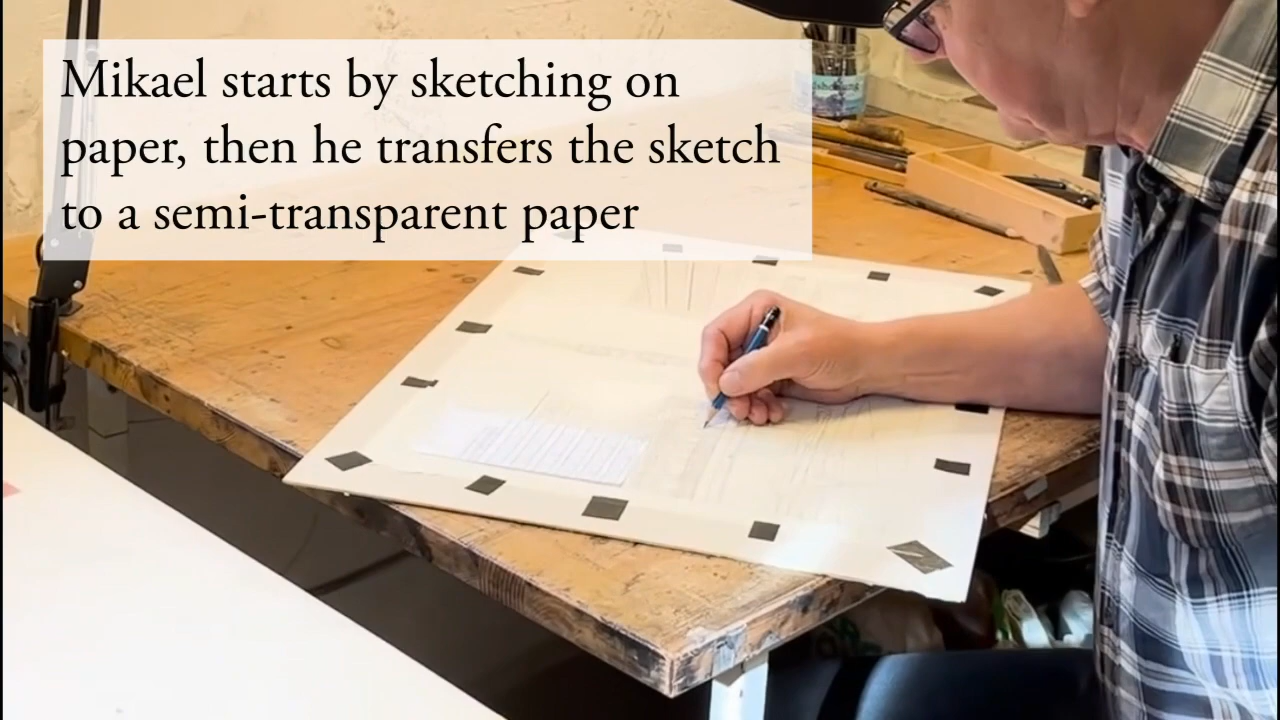 Mikael starts by sketching on
paper, then he transfers the sketch
to a semi-transparent paper